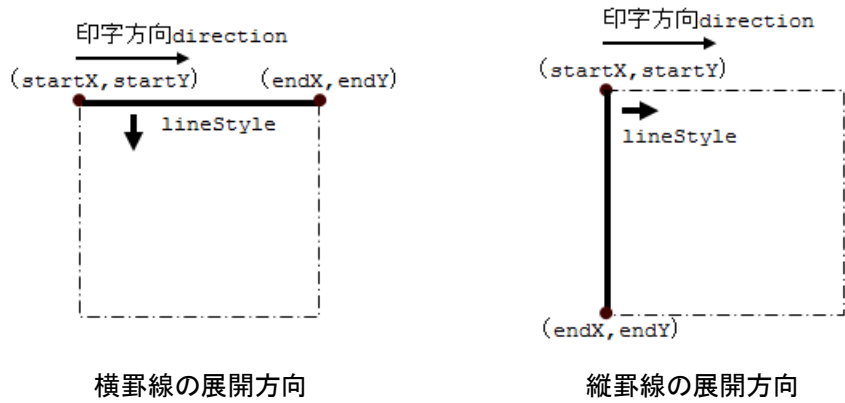 印字方向direction
(startX,startY)
(endX,endY)
lineStyle
横罫線の展開方向
印字方向direction
(startX,startY)
lineStyle
(endX,endY)
縦罫線の展開方向